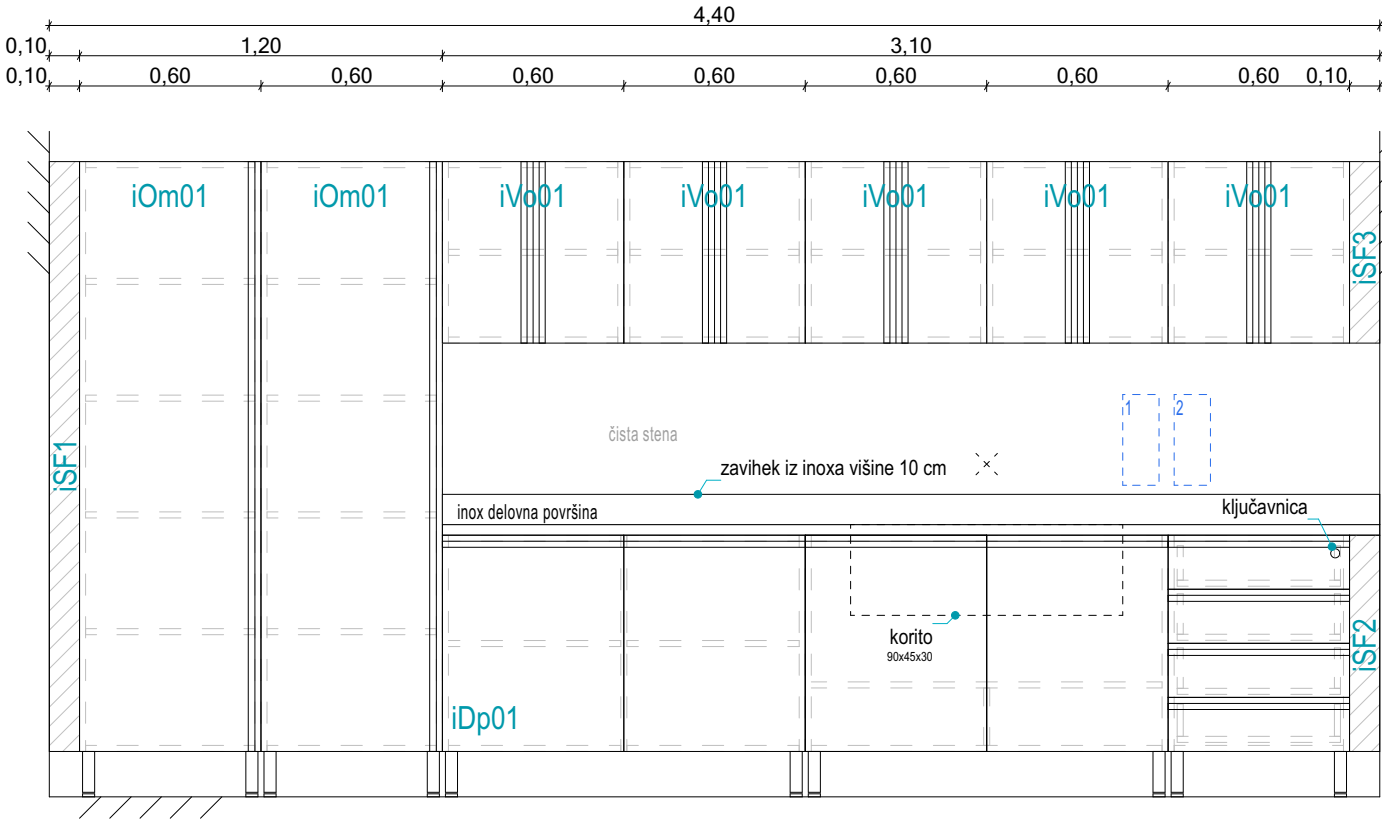 4,40
0,10 1,20 3,10
0,10 0,60 0,60 0,60 0,60 0,60 0,60 0,60 0,10
iOm01 iOm01 iVo01 iVo01 iVo01 iVo01 iVo01
iSF3
1 2
čista stena
iSF1
zavihek iz inoxa višine 10 cm
inox delovna površina
ključavnica
korito
90x45x30
iSF2
iDp01